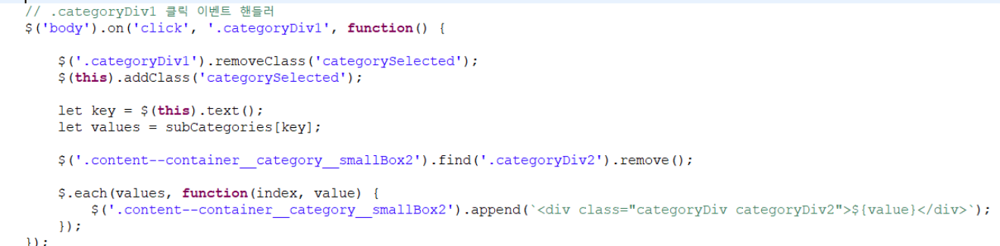 // .categoryDiv1 클릭 이벤트 핸들러
$('body').on('click', '.categoryDiv1', function() {
$('.categoryDiv1').removeClass('categorySelected');
$(this).addClass('categorySelected');
let key = $(this).text();
let values = subCategories[key];
$('.content--container__category__smallBox2').find('.categoryDiv2').remove();
$.each(values, function(index, value) {
$('.content--container__category__smallBox2').append(`<div class="categoryDiv categoryDiv2">${value}</div>`);
});
});